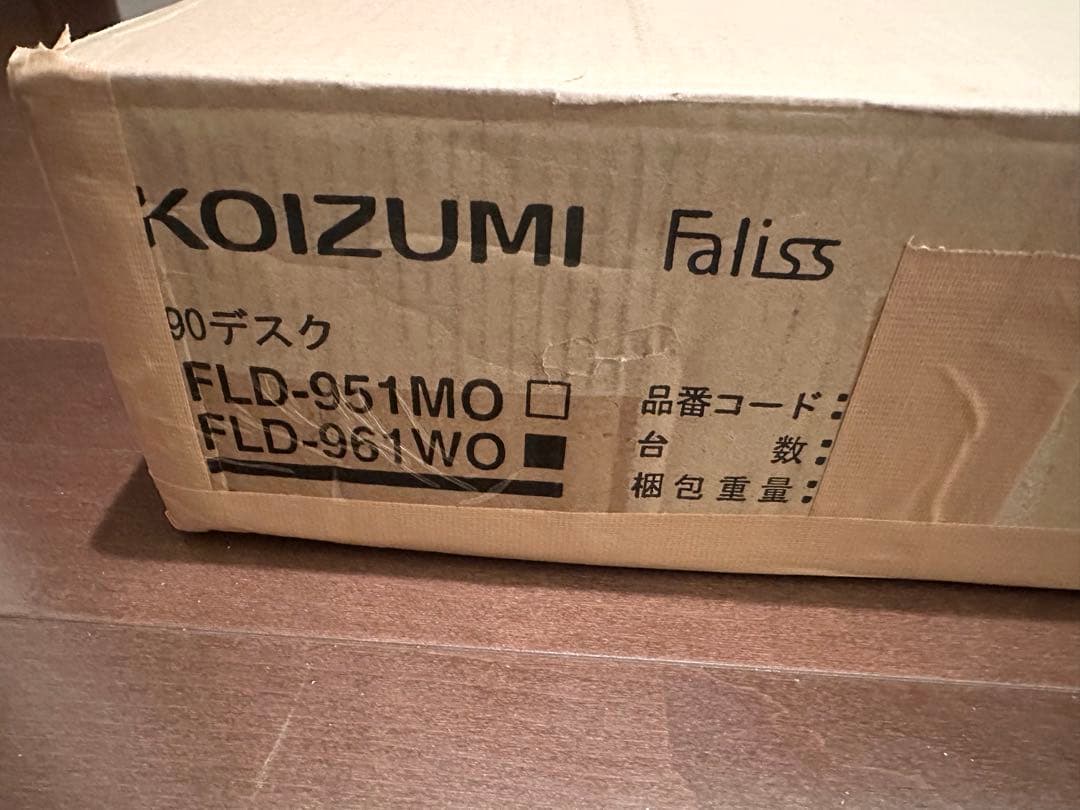 KOIZUMI Faliss
90デスク
FLD-951MO □
FLD-961WO ■
品番コード:
台数:
梱包重量: